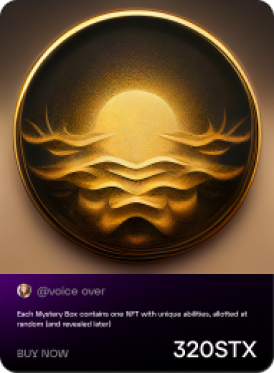 @voice over
Each Mystery Box contains one NFT with unique abilities, allotted at
random (and revealed later)
BUY NOW
320STX